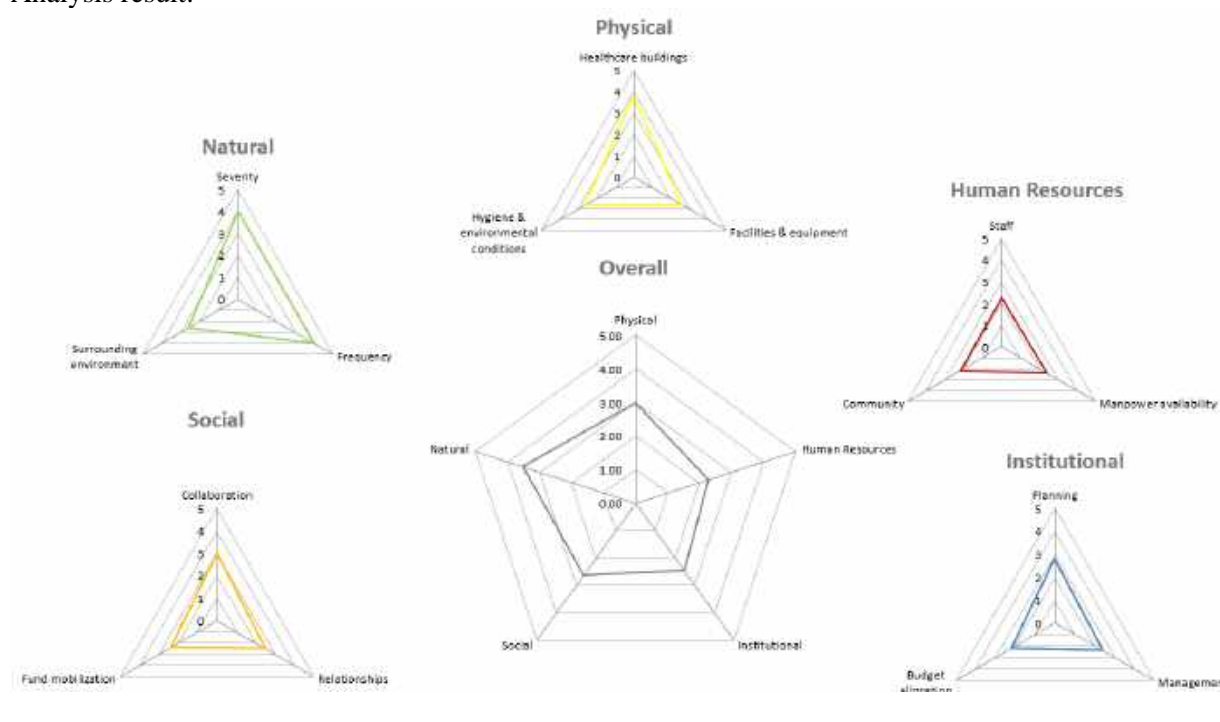 Analysis result:
Physical
Healthcare buildings
5
4
3
2
1
0
Hygiene &
environmental
conditions
Facilities & equipment
Natural
Severity
5
4
3
2
1
0
Surrounding
environment
Frequency
Human Resources
Staff
5
4
3
2
1
0
Community
Manpower availability
Overall
Physical
5.00
4.00
3.00
2.00
1.00
0.00
Natural
Human Resources
Social
Institutional
Social
Collaboration
5
4
3
2
1
0
Fund mobilization
Relationships
Institutional
Planning
5
4
3
2
1
0
Budget
Management